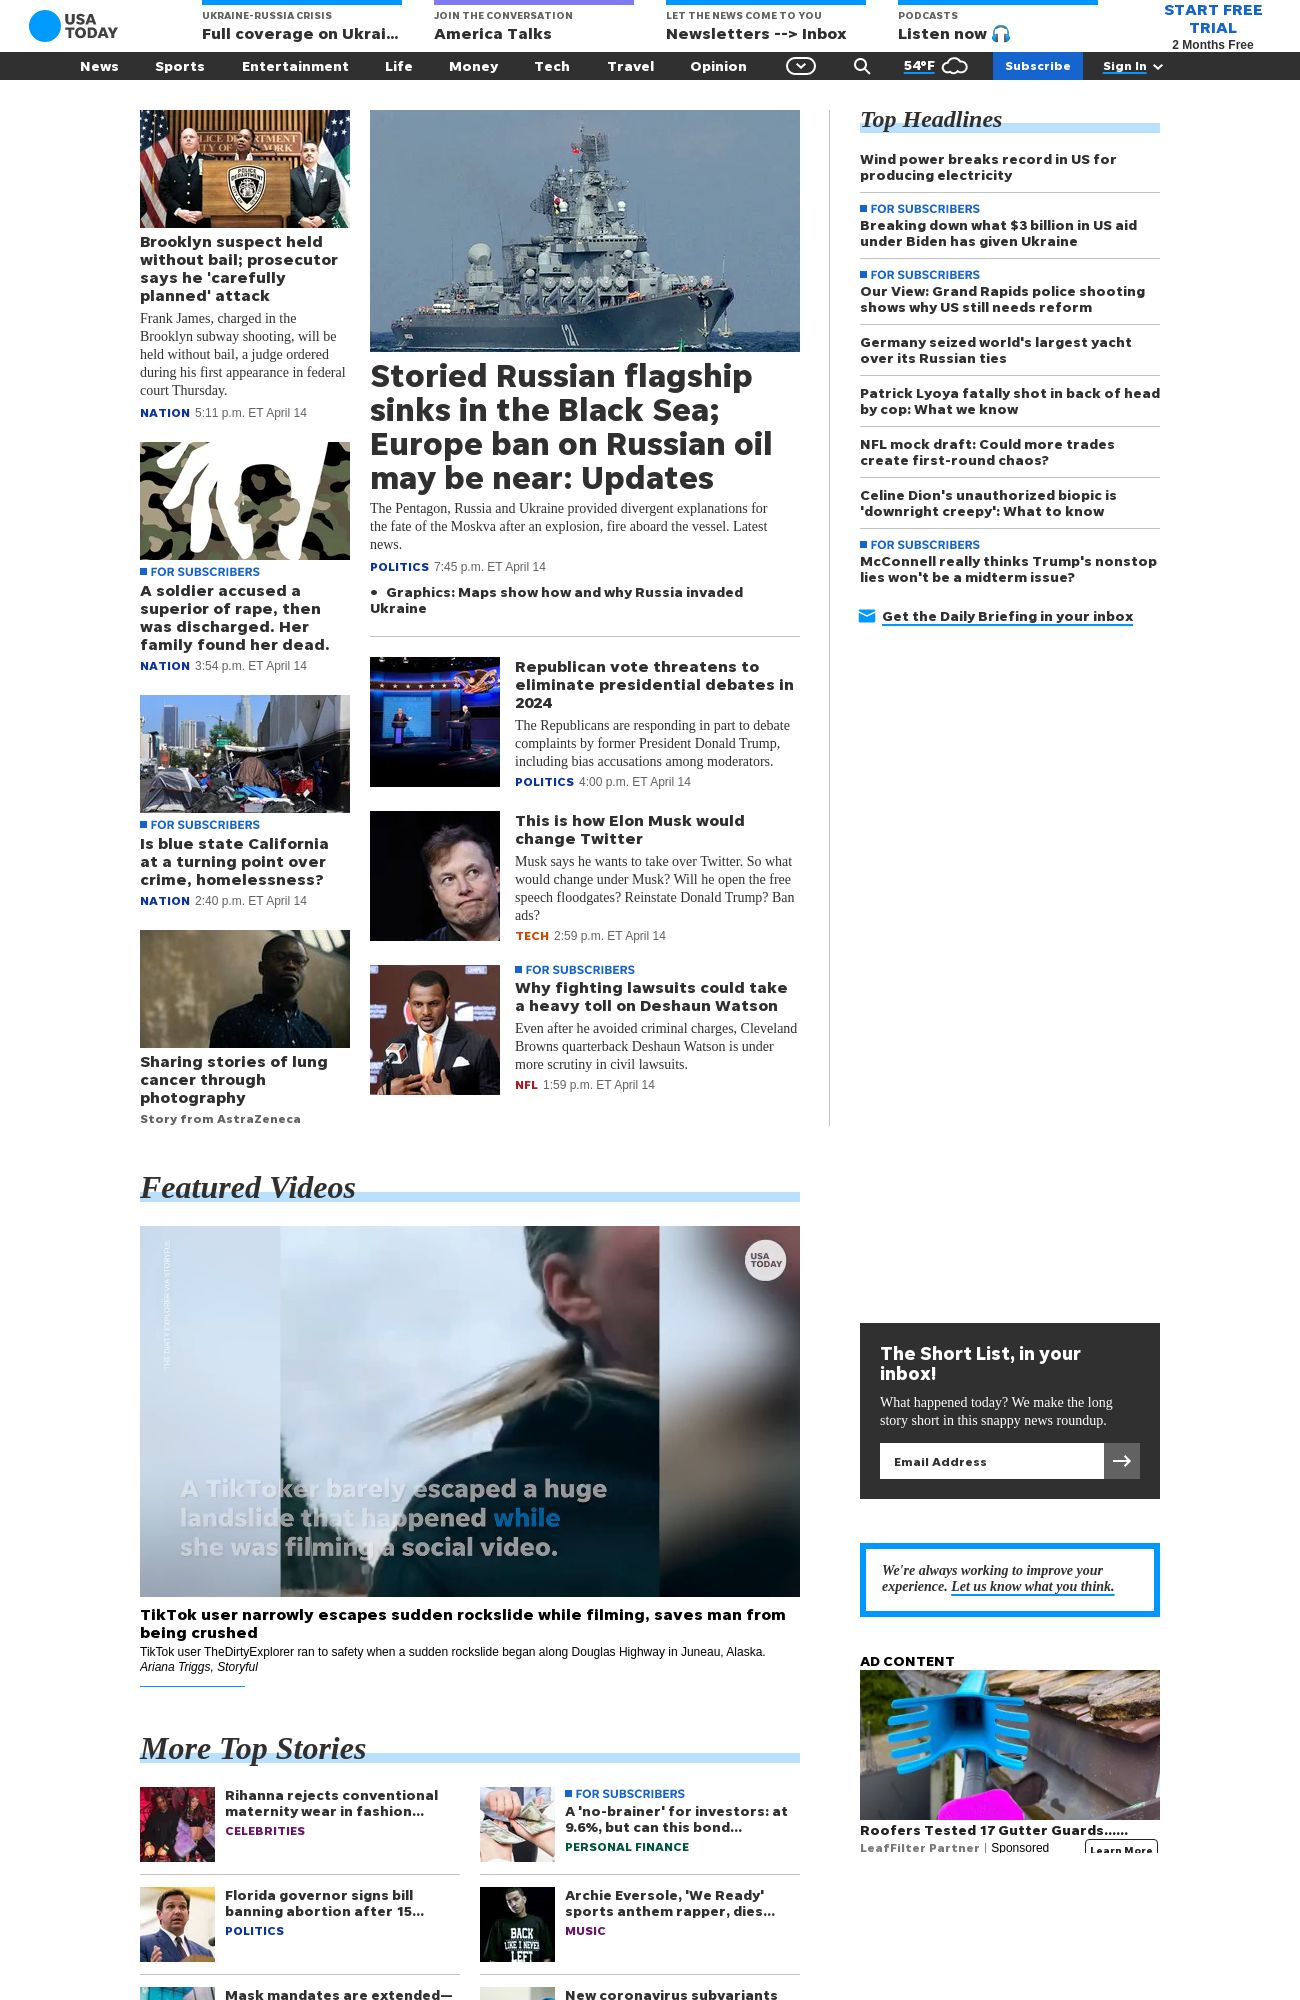 USA
TODAY
UKRAINE-RUSSIA CRISIS
Full coverage on Ukrai...
JOIN THE CONVERSATION
America Talks
LET THE NEWS COME TO YOU
Newsletters --> Inbox
PODCASTS
Listen now 🎧
START FREE
TRIAL
2 Months Free
News Sports Entertainment Life Money Tech Travel Opinion 54°F Subscribe Sign In
POLICE DEPARTMENT
CITY OF NEW YORK
Brooklyn suspect held
without bail; prosecutor
says he 'carefully
planned' attack
Frank James, charged in the
Brooklyn subway shooting, will be
held without bail, a judge ordered
during his first appearance in federal
court Thursday.
NATION 5:11 p.m. ET April 14
FOR SUBSCRIBERS
A soldier accused a
superior of rape, then
was discharged. Her
family found her dead.
NATION 3:54 p.m. ET April 14
FOR SUBSCRIBERS
Is blue state California
at a turning point over
crime, homelessness?
NATION 2:40 p.m. ET April 14
Sharing stories of lung
cancer through
photography
Story from AstraZeneca
121
Storied Russian flagship
sinks in the Black Sea;
Europe ban on Russian oil
may be near: Updates
The Pentagon, Russia and Ukraine provided divergent explanations for
the fate of the Moskva after an explosion, fire aboard the vessel. Latest
news.
POLITICS 7:45 p.m. ET April 14
• Graphics: Maps show how and why Russia invaded
Ukraine
Republican vote threatens to
eliminate presidential debates in
2024
The Republicans are responding in part to debate
complaints by former President Donald Trump,
including bias accusations among moderators.
POLITICS 4:00 p.m. ET April 14
This is how Elon Musk would
change Twitter
Musk says he wants to take over Twitter. So what
would change under Musk? Will he open the free
speech floodgates? Reinstate Donald Trump? Ban
ads?
TECH 2:59 p.m. ET April 14
FOR SUBSCRIBERS
Why fighting lawsuits could take
a heavy toll on Deshaun Watson
Even after he avoided criminal charges, Cleveland
Browns quarterback Deshaun Watson is under
more scrutiny in civil lawsuits.
NFL 1:59 p.m. ET April 14
Top Headlines
Wind power breaks record in US for
producing electricity
FOR SUBSCRIBERS
Breaking down what $3 billion in US aid
under Biden has given Ukraine
FOR SUBSCRIBERS
Our View: Grand Rapids police shooting
shows why US still needs reform
Germany seized world's largest yacht
over its Russian ties
Patrick Lyoya fatally shot in back of head
by cop: What we know
NFL mock draft: Could more trades
create first-round chaos?
Celine Dion's unauthorized biopic is
'downright creepy': What to know
FOR SUBSCRIBERS
McConnell really thinks Trump's nonstop
lies won't be a midterm issue?
Get the Daily Briefing in your inbox
Featured Videos
THE DIRTY EXPLORER VIA STORYFUL
USA
TODAY
A TikToker barely escaped a huge
landslide that happened while
she was filming a social video.
TikTok user narrowly escapes sudden rockslide while filming, saves man from
being crushed
TikTok user TheDirtyExplorer ran to safety when a sudden rockslide began along Douglas Highway in Juneau, Alaska.
Ariana Triggs, Storyful
The Short List, in your
inbox!
What happened today? We make the long
story short in this snappy news roundup.
Email Address
We're always working to improve your
experience. Let us know what you think.
AD CONTENT
Roofers Tested 17 Gutter Guards......
LeafFilter Partner | Sponsored
Learn More
More Top Stories
Rihanna rejects conventional
maternity wear in fashion...
CELEBRITIES
FOR SUBSCRIBERS
A 'no-brainer' for investors: at
9.6%, but can this bond...
PERSONAL FINANCE
Florida governor signs bill
banning abortion after 15...
POLITICS
BACK
LIKE I NEVER
LEFT
Archie Eversole, 'We Ready'
sports anthem rapper, dies...
MUSIC
Mask mandates are extended—
New coronavirus subvariants